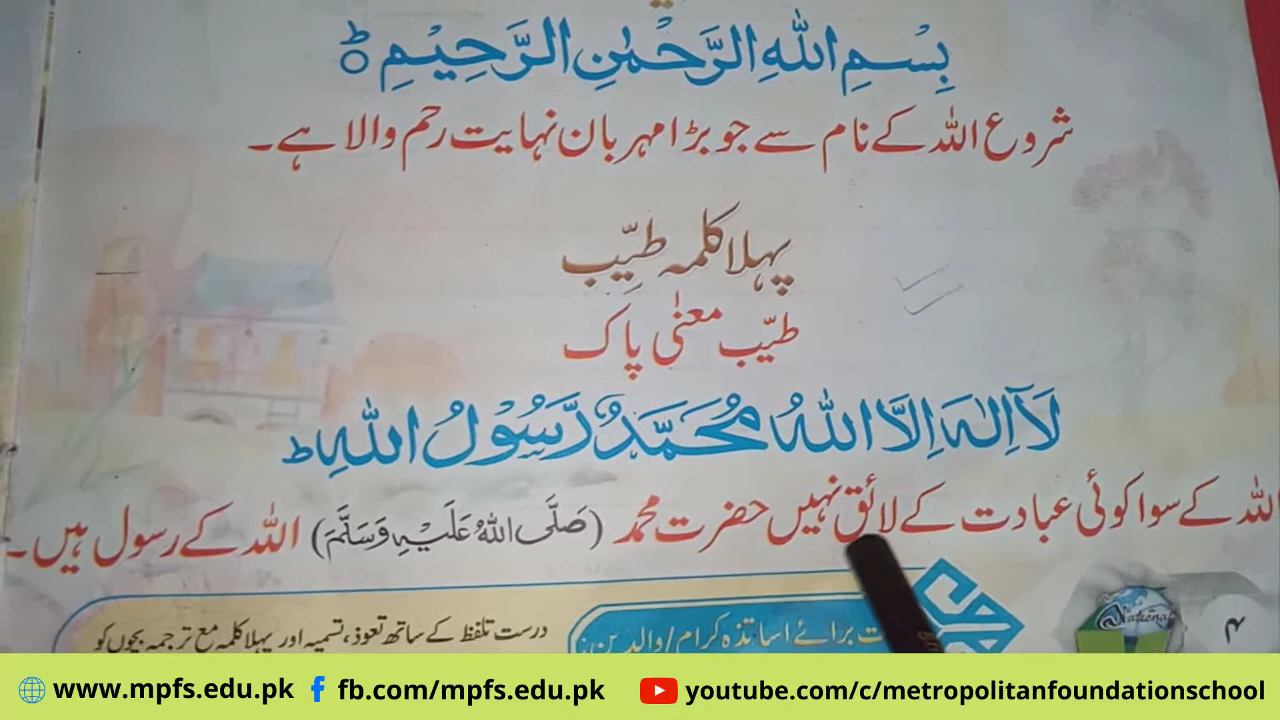 بِسْمِ اللّٰهِ الرَّحْمٰنِ الرَّحِیْمِ ط
شروع اللہ کے نام سے جو بڑا مہربان نہایت رحم والا ہے۔
پہلا کلمہ طیّب
طیّب معنٰی پاک
لَآ اِلٰهَ اِلَّا اللّٰهُ مُحَمَّدٌ رَّسُوْلُ اللّٰهِ ط
اللہ کے سوا کوئی عبادت کے لائق نہیں حضرت محمد (صَلَّی اللّٰهُ عَلَیْهِ وَسَلَّمَ) اللہ کے رسول ہیں۔
برائے اساتذہ کرام/والدین:
درست تلفظ کے ساتھ تعوذ، تسمیہ اور پہلا کلمہ مع ترجمہ بچوں کو
National
۴
www.mpfs.edu.pk fb.com/mpfs.edu.pk youtube.com/c/metropolitanfoundationschool